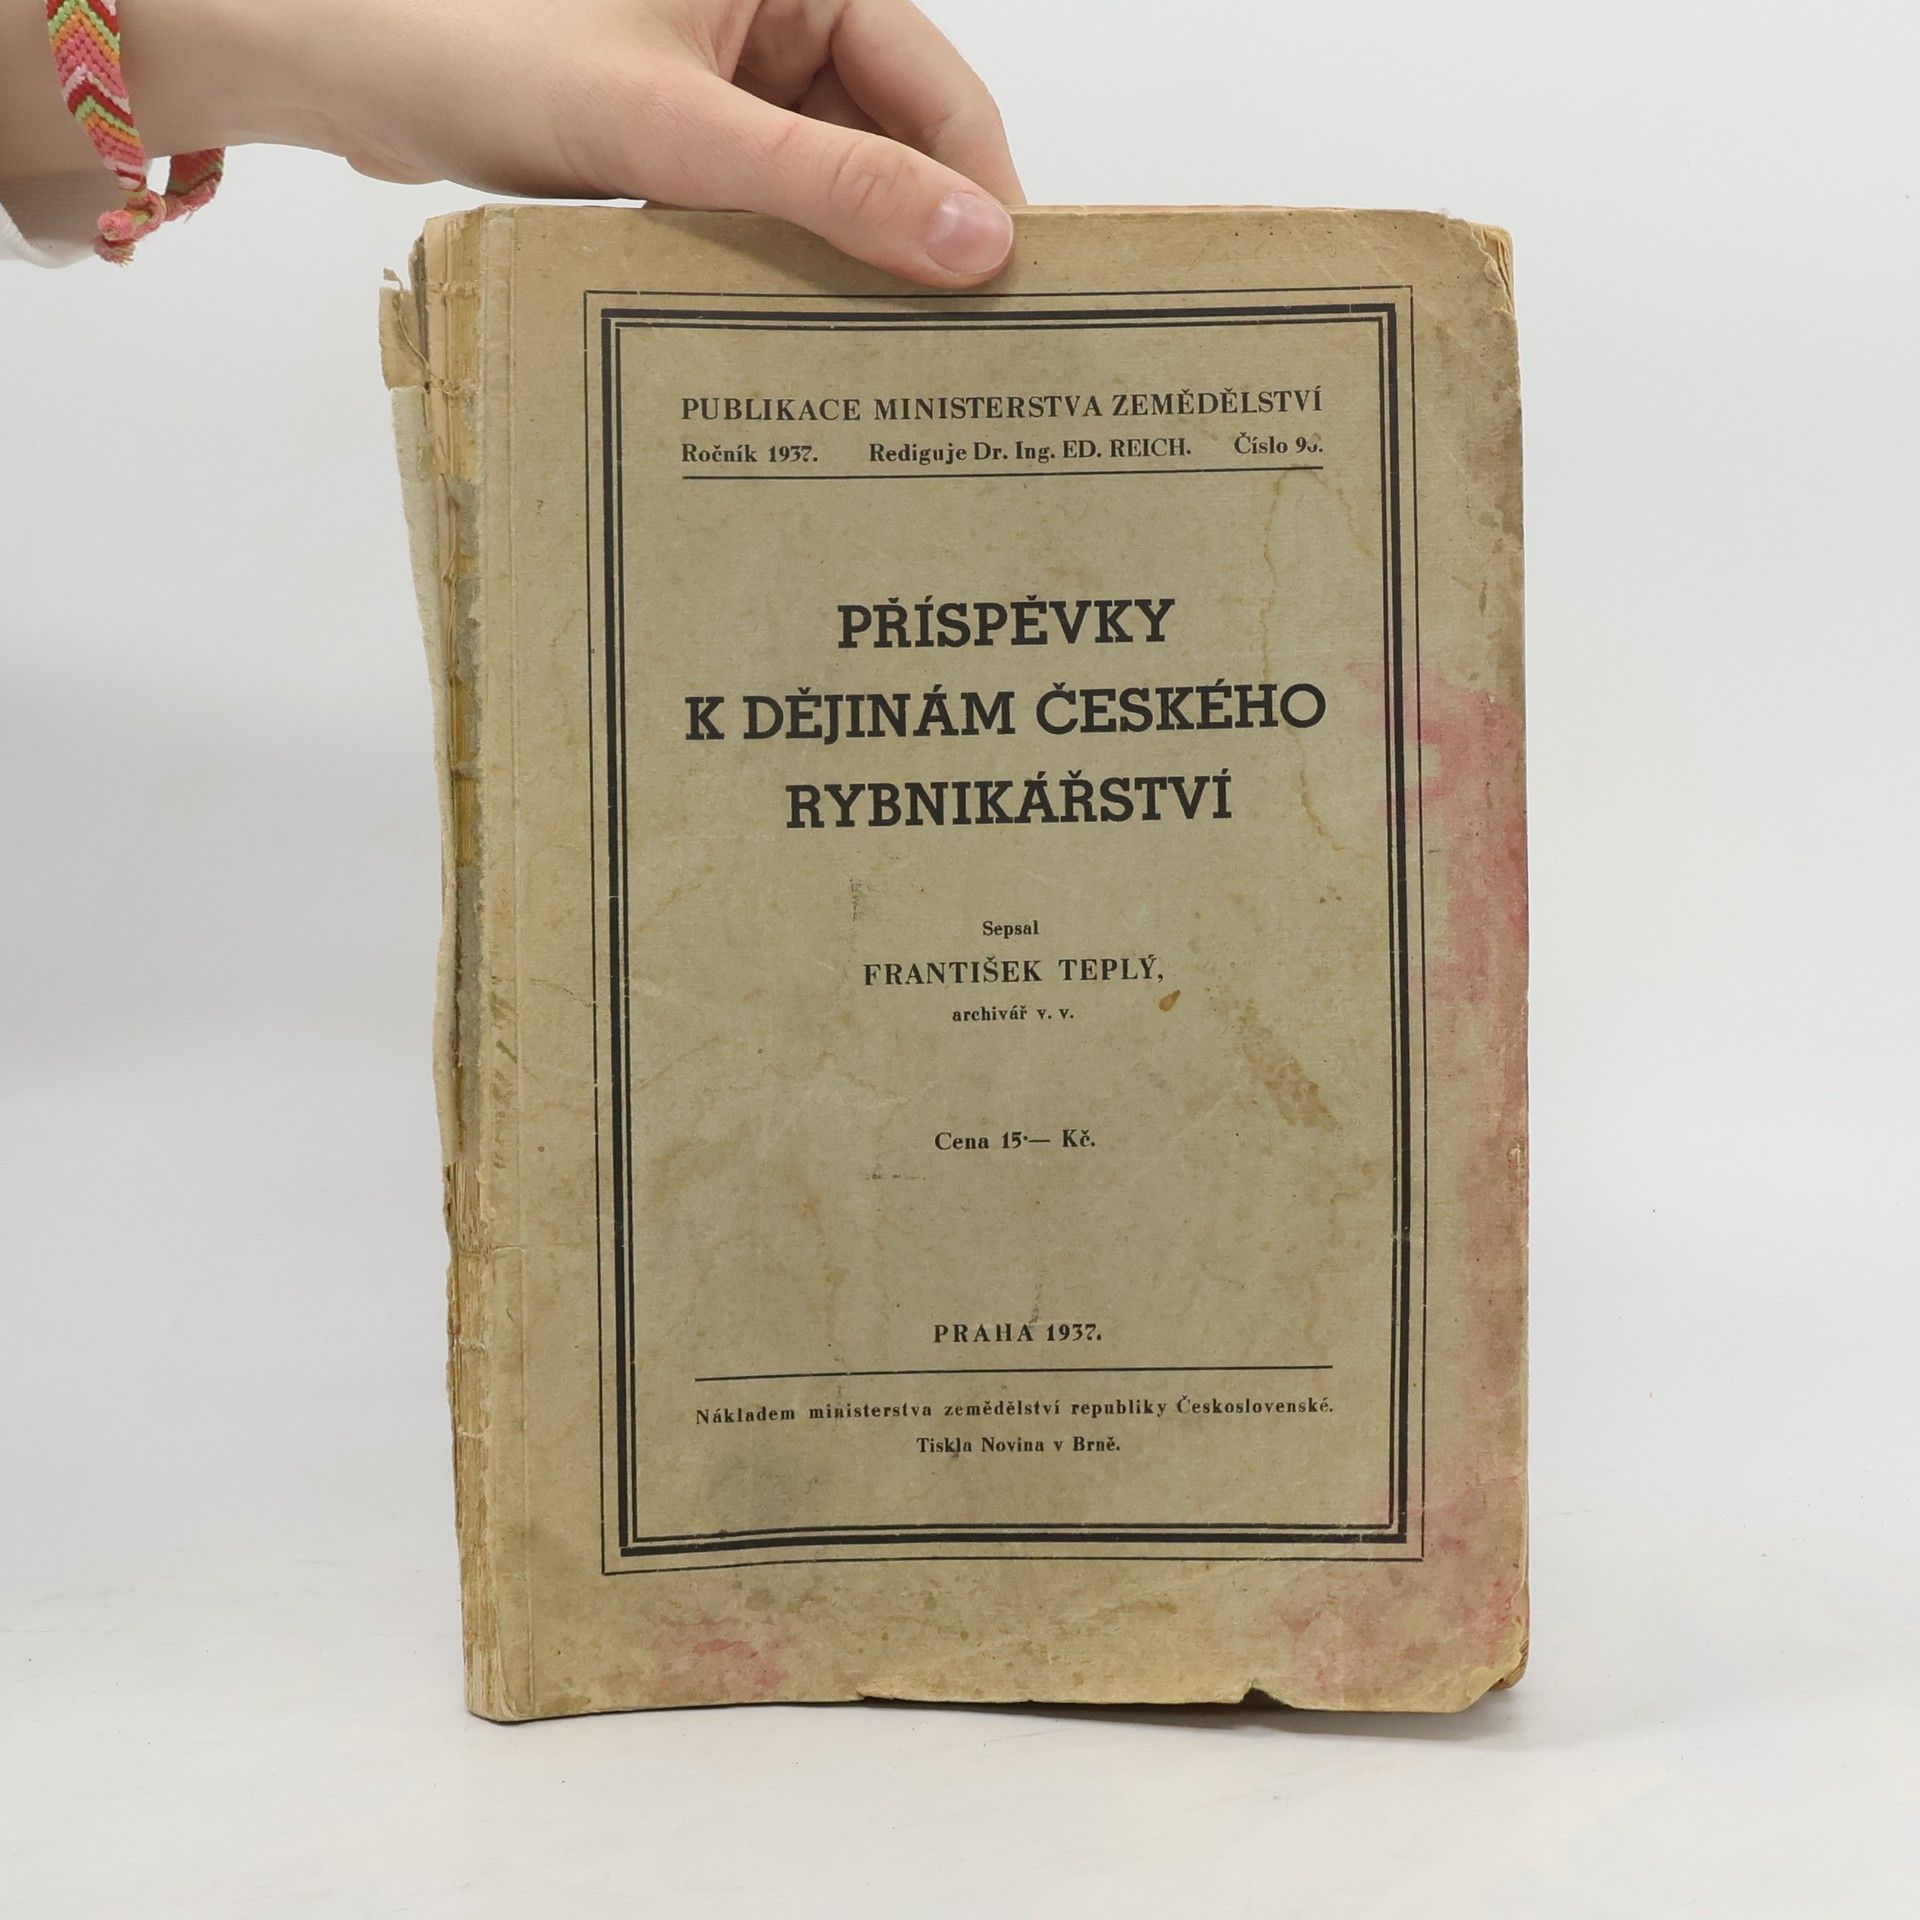 PUBLIKACE MINISTERSTVA ZEMĚDĚLSTVÍ
Ročník 1937. Rediguje Dr. Ing. ED. REICH. Číslo
PŘÍSPĚVKY
K DĚJINÁM ČESKÉHO
RYBNIKÁŘSTVÍ
Sepsal
FRANTIŠEK TEPLÝ,
archivář v. v.
Cena 15·— Kč.
PRAHA 1937.
Nákladem ministerstva zemědělství republiky Československé.
Tiskla Novina v Brně.